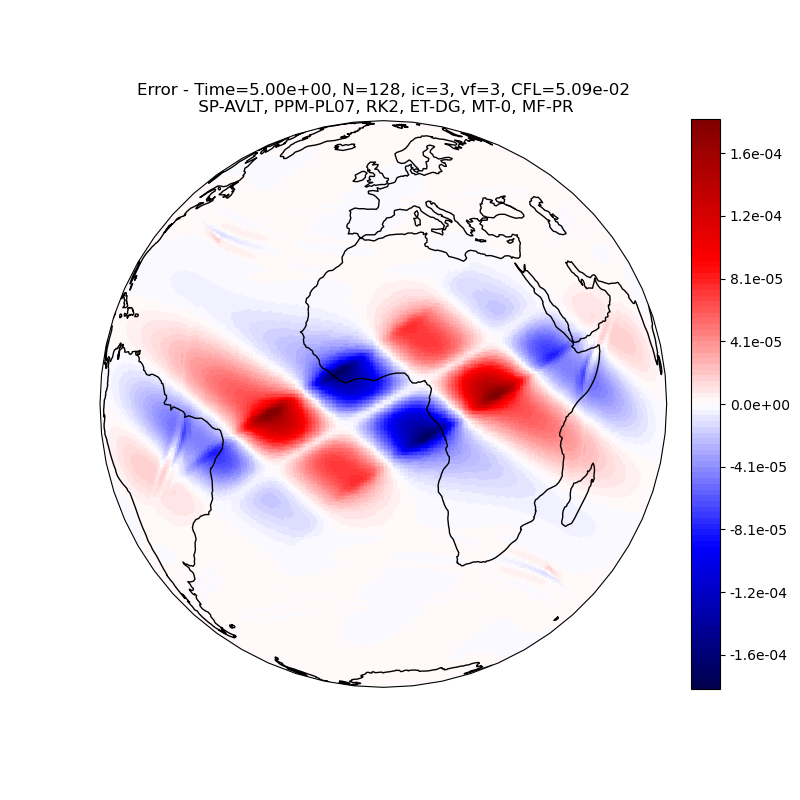 Error - Time=5.00e+00, N=128, ic=3, vf=3, CFL=5.09e-02
SP-AVLT, PPM-PL07, RK2, ET-DG, MT-0, MF-PR
1.6e-04
1.2e-04
8.1e-05
4.1e-05
0.0e+00
-4.1e-05
-8.1e-05
-1.2e-04
-1.6e-04